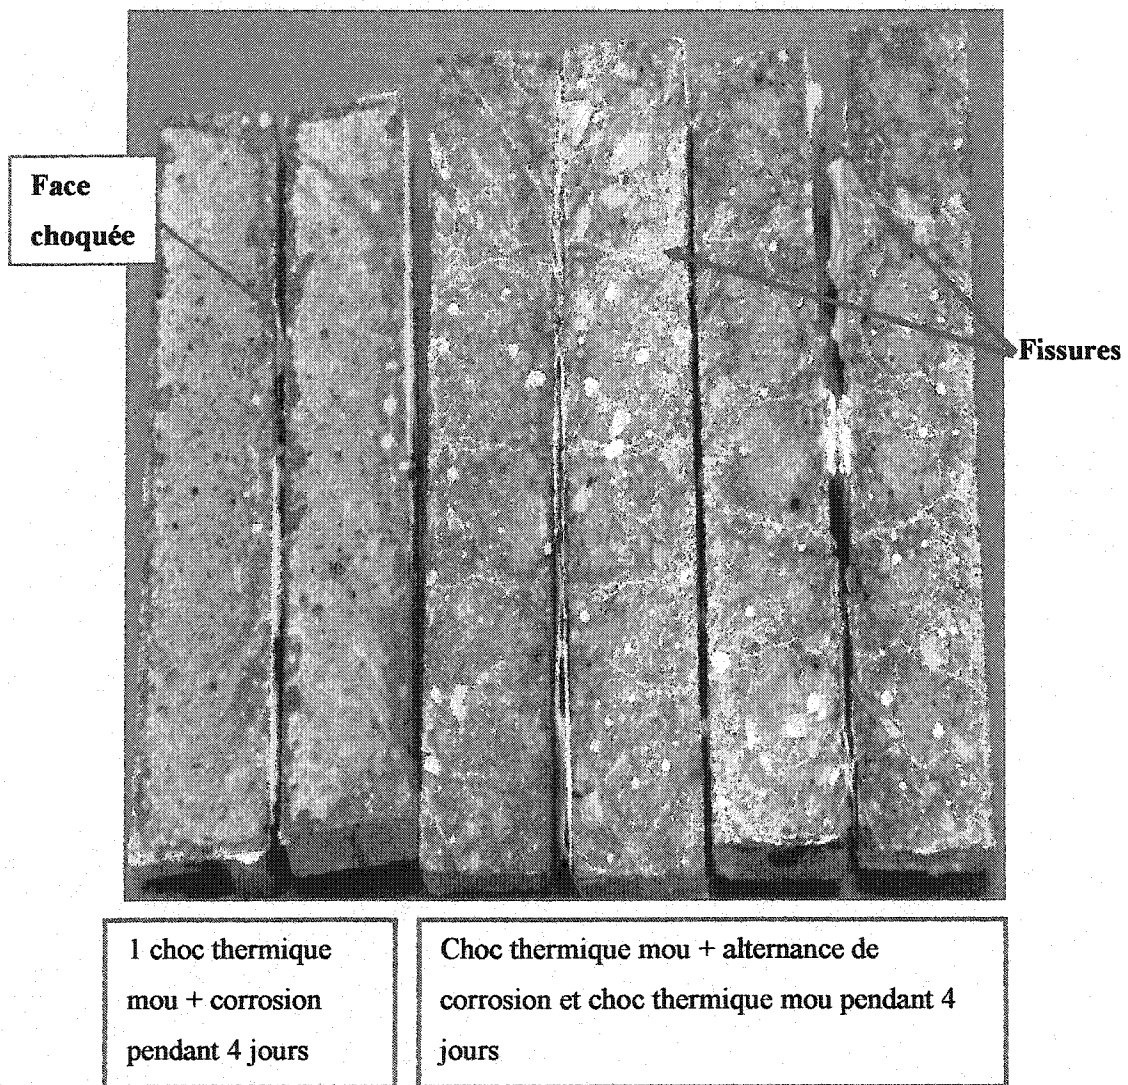 Face
choquée
Fissures
1 choc thermique
mou + corrosion
pendant 4 jours
Choc thermique mou + alternance de
corrosion et choc thermique mou pendant 4
jours